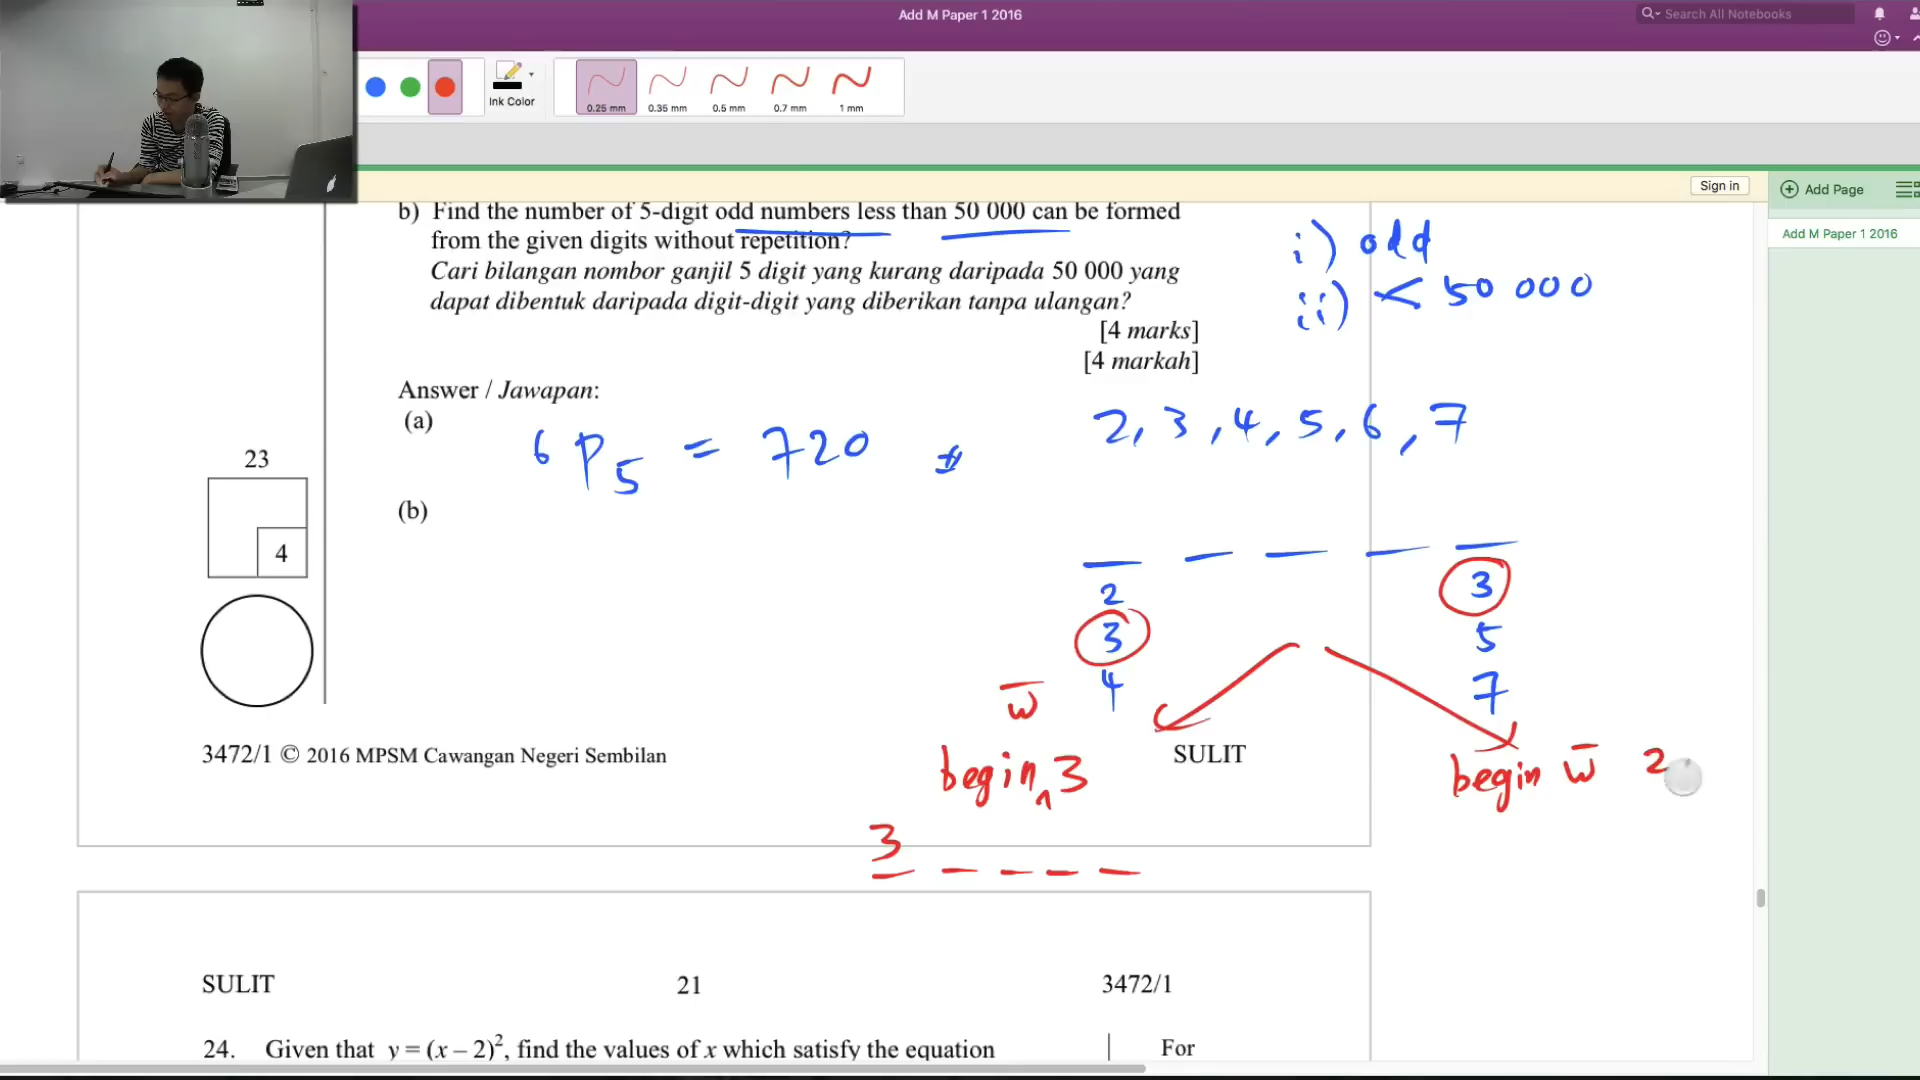 Add M Paper 1 2016
Search All Notebooks
Ink Color
0.25 mm 0.35 mm 0.5 mm 0.7 mm 1 mm
Sign in
Add Page
Add M Paper 1 2016
b) Find the number of 5-digit odd numbers less than 50 000 can be formed
from the given digits without repetition?
Cari bilangan nombor ganjil 5 digit yang kurang daripada 50 000 yang
dapat dibentuk daripada digit-digit yang diberikan tanpa ulangan?
[4 marks]
[4 markah]
i) odd
ii) < 50 000
Answer / Jawapan:
(a)
6 P 5 = 720
2, 3, 4, 5, 6, 7
23
4
(b)
2
3
4
3
5
7
3472/1 © 2016 MPSM Cawangan Negeri Sembilan
SULIT
w̄
begin 3
begin w̄ 2
3
SULIT
21
3472/1
24. Given that y = (x – 2)², find the values of x which satisfy the equation
For